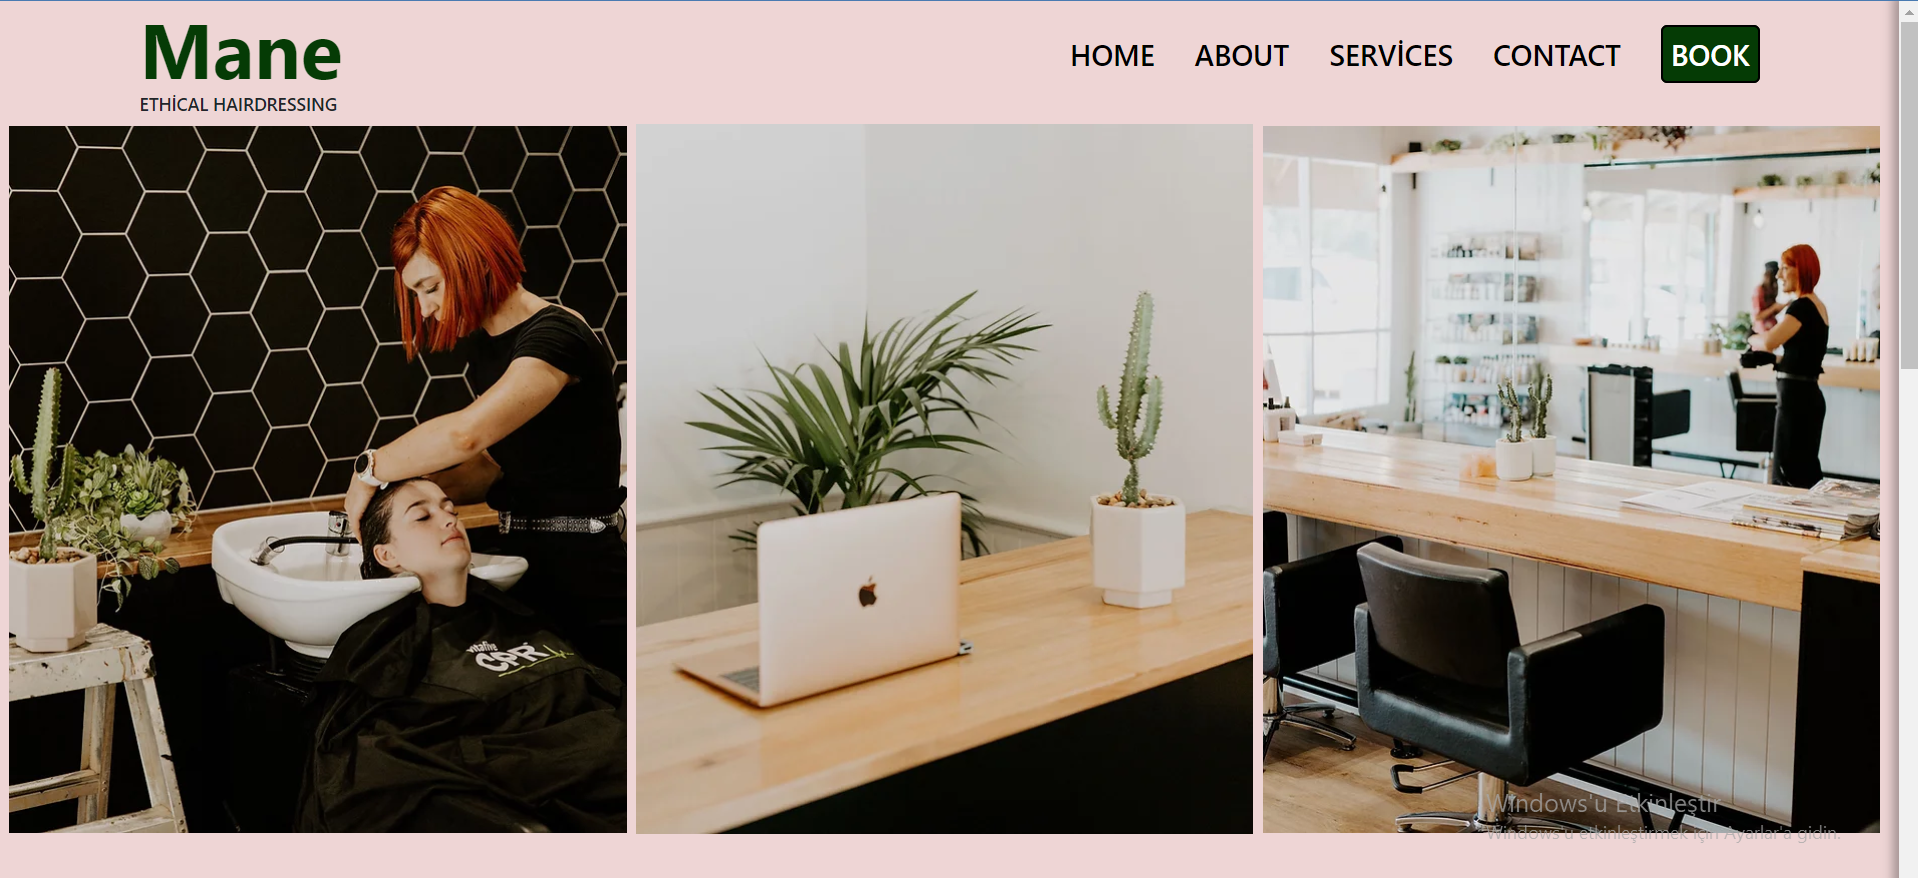 Mane
ETHİCAL HAIRDRESSING
HOME ABOUT SERVİCES CONTACT BOOK
CPR
Windows'u Etkinleştir
Windows'u etkinleştirmek için Ayarlar'a gidin.